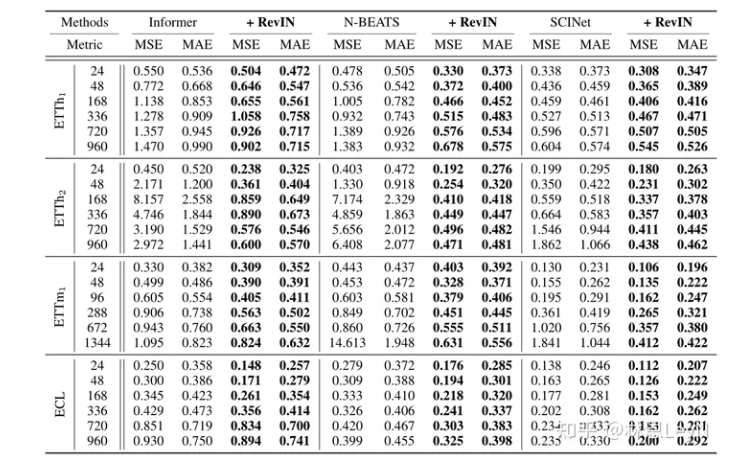 Methods Informer + RevIN N-BEATS + RevIN SCINet + RevIN
Metric MSE MAE MSE MAE MSE MAE MSE MAE MSE MAE MSE MAE
ETTh1
24 0.550 0.536 0.504 0.472 0.478 0.505 0.330 0.373 0.338 0.373 0.308 0.347
48 0.772 0.668 0.646 0.547 0.536 0.542 0.372 0.400 0.436 0.459 0.365 0.389
168 1.138 0.853 0.655 0.561 1.005 0.782 0.466 0.452 0.459 0.461 0.406 0.416
336 1.278 0.909 1.058 0.758 0.932 0.743 0.515 0.483 0.527 0.513 0.467 0.471
720 1.357 0.945 0.926 0.717 1.389 0.926 0.576 0.534 0.596 0.571 0.507 0.505
960 1.470 0.990 0.902 0.715 1.383 0.932 0.678 0.575 0.604 0.574 0.545 0.526
ETTh2
24 0.450 0.520 0.238 0.325 0.403 0.472 0.192 0.276 0.199 0.295 0.180 0.263
48 2.171 1.200 0.361 0.404 1.330 0.918 0.254 0.320 0.350 0.422 0.231 0.302
168 8.157 2.558 0.859 0.649 7.174 2.329 0.410 0.418 0.559 0.518 0.337 0.378
336 4.746 1.844 0.890 0.673 4.859 1.863 0.449 0.447 0.664 0.583 0.357 0.403
720 3.190 1.529 0.576 0.546 5.656 2.012 0.496 0.482 1.546 0.944 0.411 0.445
960 2.972 1.441 0.600 0.570 6.408 2.077 0.471 0.481 1.862 1.066 0.438 0.462
ETTm1
24 0.330 0.382 0.309 0.352 0.443 0.437 0.403 0.392 0.130 0.231 0.106 0.196
48 0.499 0.486 0.390 0.391 0.492 0.453 0.328 0.371 0.155 0.262 0.135 0.222
96 0.605 0.554 0.405 0.411 0.603 0.581 0.379 0.406 0.195 0.291 0.162 0.247
288 0.906 0.738 0.563 0.502 0.849 0.702 0.451 0.445 0.361 0.419 0.265 0.321
672 0.943 0.760 0.663 0.550 0.860 0.726 0.555 0.511 1.020 0.756 0.357 0.380
1344 1.095 0.823 0.824 0.632 14.613 1.948 0.631 0.556 1.841 1.044 0.412 0.422
ECL
24 0.250 0.358 0.148 0.257 0.279 0.372 0.176 0.285 0.138 0.246 0.112 0.207
48 0.300 0.386 0.171 0.279 0.309 0.388 0.194 0.301 0.163 0.265 0.126 0.222
168 0.345 0.423 0.261 0.354 0.333 0.410 0.218 0.320 0.177 0.281 0.153 0.249
336 0.429 0.473 0.356 0.414 0.328 0.406 0.241 0.337 0.202 0.308 0.162 0.262
720 0.851 0.719 0.834 0.700 0.420 0.467 0.303 0.383 0.281
960 0.930 0.750 0.894 0.741 0.399 0.455 0.325 0.398 0.235 0.330 0.200 0.292
知乎